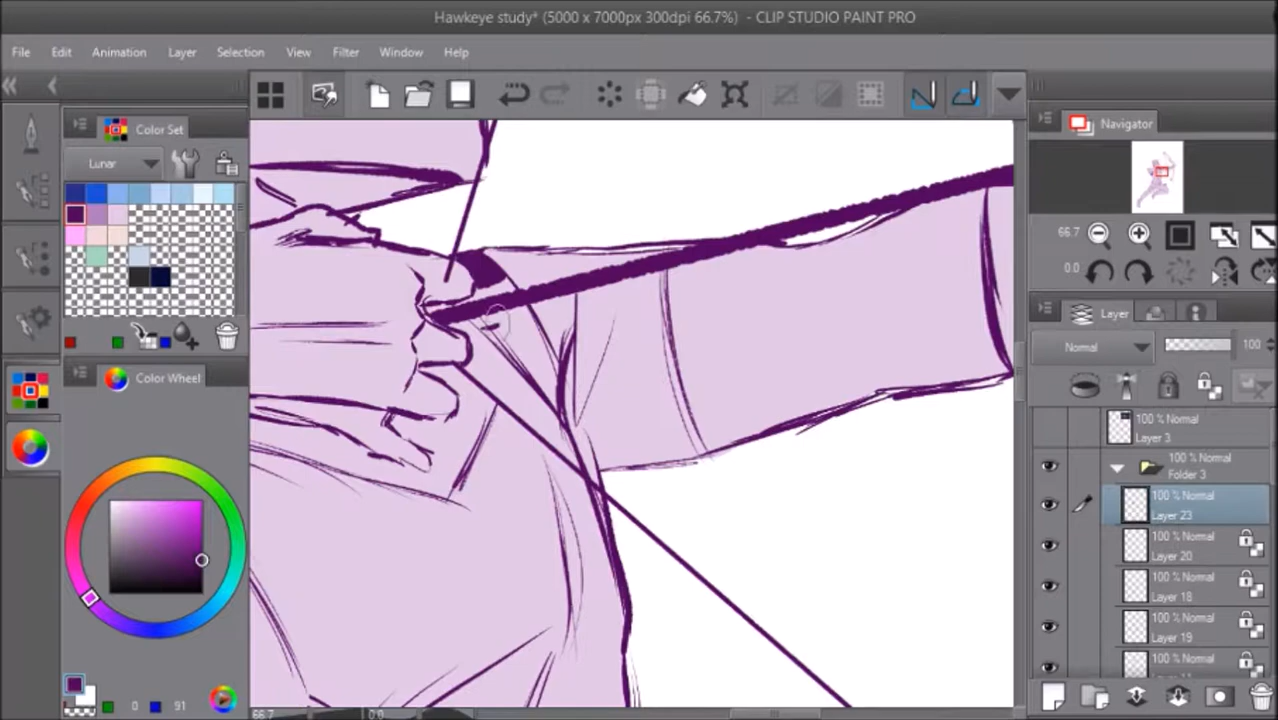 Hawkeye study* (5000 x 7000px 300dpi 66.7%) - CLIP STUDIO PAINT PRO
File Edit Animation Layer Selection View Filter Window Help
Color Set
Lunar
Color Wheel
0 91
66.7 0.0
Navigator
66.7
0.0
Layer
Normal 100
100 % Normal
Layer 3
100 % Normal
Folder 3
100 % Normal
Layer 23
100 % Normal
Layer 20
100 % Normal
Layer 18
100 % Normal
Layer 19
100 % Normal